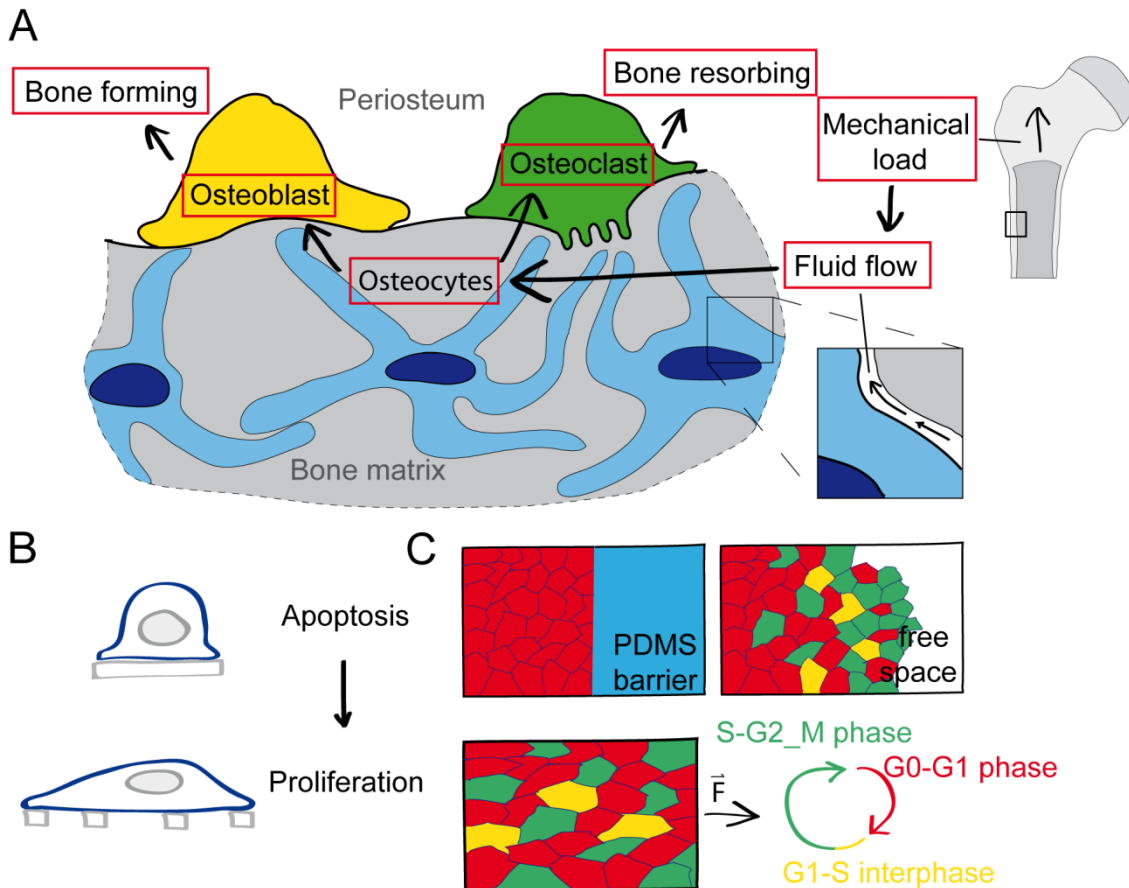 A
Bone forming
Periosteum
Bone resorbing
Mechanical
load
Osteoblast
Osteoclast
Osteocytes
Fluid flow
Bone matrix
B
Apoptosis
Proliferation
C
PDMS
barrier
free
space
S-G2_M phase
G0-G1 phase
F
G1-S interphase